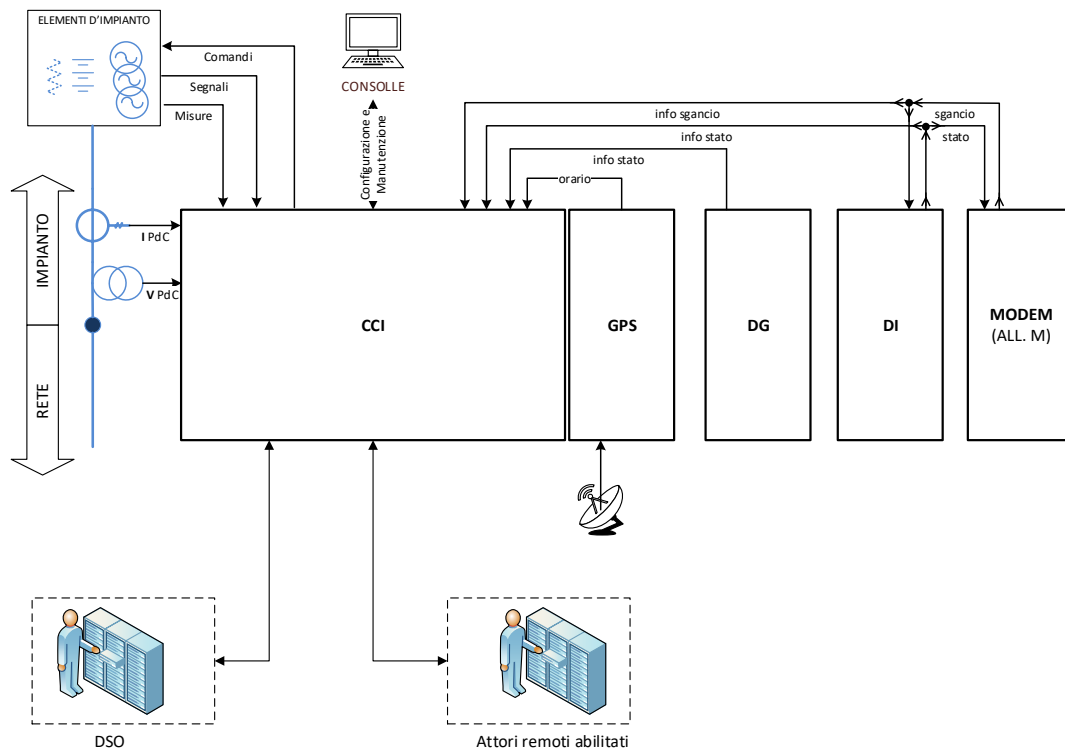 ELEMENTI D'IMPIANTO
Comandi
Segnali
Misure
CONSOLLE
Configurazione e
Manutenzione
info sgancio
sgancio
info stato
stato
info stato
orario
IMPIANTO
RETE
I PdC
V PdC
CCI
GPS
DG
DI
MODEM
(ALL. M)
DSO
Attori remoti abilitati